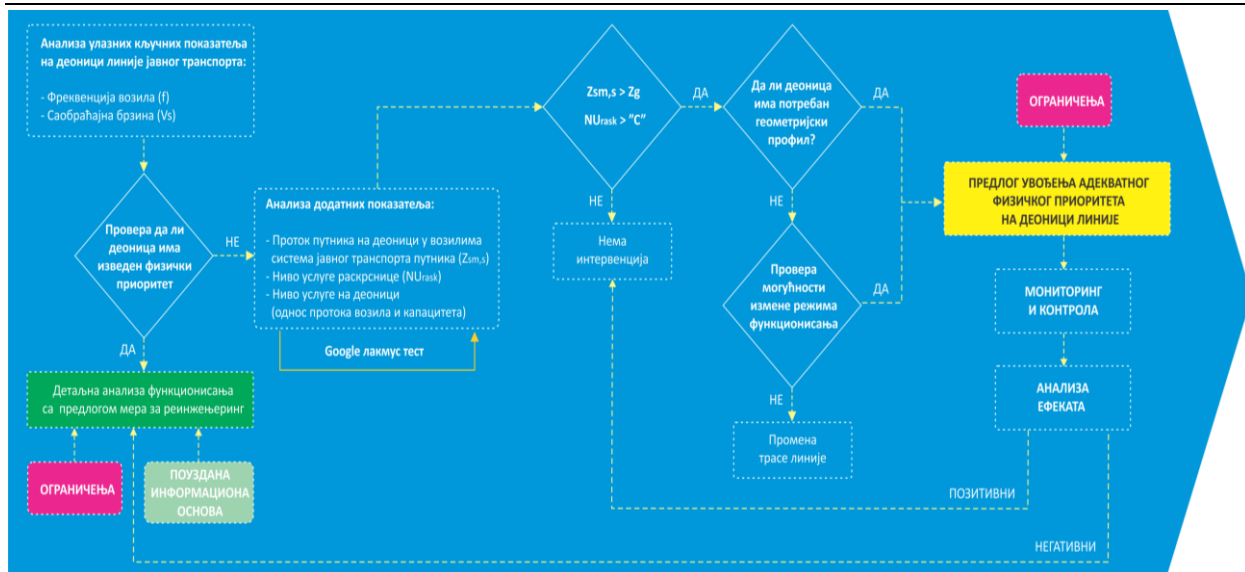 Анализа улазних кључних показатеља
на деоници линије јавног транспорта:
- Фреквенција возила (f)
- Саобраћајна брзина (Vs)
Провера да ли
деоница има
изведен физички
приоритет
НЕ
ДА
Анализа додатних показатеља:
- Проток путника на деоници у возилима
система јавног транспорта путника (Zsm,s)
- Ниво услуге раскрснице (NUrask)
- Ниво услуге на деоници
(однос протока возила и капацитета)
Google лакмус тест
Детаљна анализа функционисања
са предлогом мера за реинжењеринг
ОГРАНИЧЕЊА
ПОУЗДАНА
ИНФОРМАЦИОНА
ОСНОВА
Zsm,s > Zg
NUrask > "C"
ДА
НЕ
Нема
интервенција
Да ли деоница
има потребан
геометријски
профил?
ДА
НЕ
Провера
могућности
измене режима
функционисања
ДА
НЕ
Промена
трасе линије
ОГРАНИЧЕЊА
ПРЕДЛОГ УВОЂЕЊА АДЕКВАТНОГ
ФИЗИЧКОГ ПРИОРИТЕТА
НА ДЕОНИЦИ ЛИНИЈЕ
МОНИТОРИНГ
И КОНТРОЛА
АНАЛИЗА
ЕФЕКАТА
ПОЗИТИВНИ
НЕГАТИВНИ